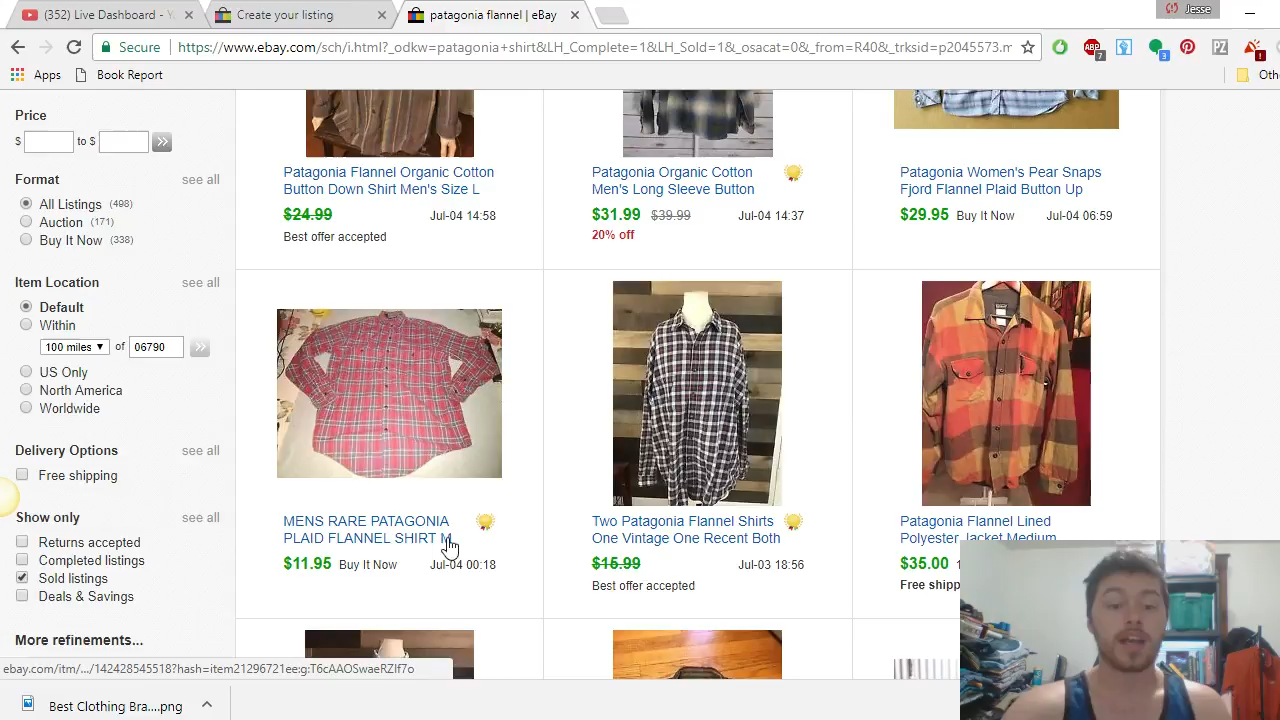 (352) Live Dashboard - Y
Create your listing
patagonia flannel | eBay
Jesse
Secure
https://www.ebay.com/sch/i.html?_odkw=patagonia+shirt&LH_Complete=1&LH_Sold=1&_osacat=0&_from=R40&_trksid=p2045573.m
ABP
7
3
PZ
!
Apps
Book Report
Othe
Price
$ to $
Format see all
All Listings (498)
Auction (171)
Buy It Now (338)
Item Location see all
Default
Within
100 miles of 06790
US Only
North America
Worldwide
Delivery Options see all
Free shipping
Show only see all
Returns accepted
Completed listings
Sold listings
Deals & Savings
More refinements...
Patagonia Flannel Organic Cotton
Button Down Shirt Men's Size L
$24.99 Jul-04 14:58
Best offer accepted
Patagonia Organic Cotton
Men's Long Sleeve Button
$31.99 $39.99 Jul-04 14:37
20% off
Patagonia Women's Pear Snaps
Fjord Flannel Plaid Button Up
$29.95 Buy It Now Jul-04 06:59
MENS RARE PATAGONIA
PLAID FLANNEL SHIRT M
$11.95 Buy It Now Jul-04 00:18
Two Patagonia Flannel Shirts
One Vintage One Recent Both
$15.99 Jul-03 18:56
Best offer accepted
Patagonia Flannel Lined
Polyester Jacket Medium
$35.00
Free shipp
ebay.com/itm/.../142428545518?hash=item21296721ee:g:T6cAAOSwaeRZIf7o
Best Clothing Bra....png